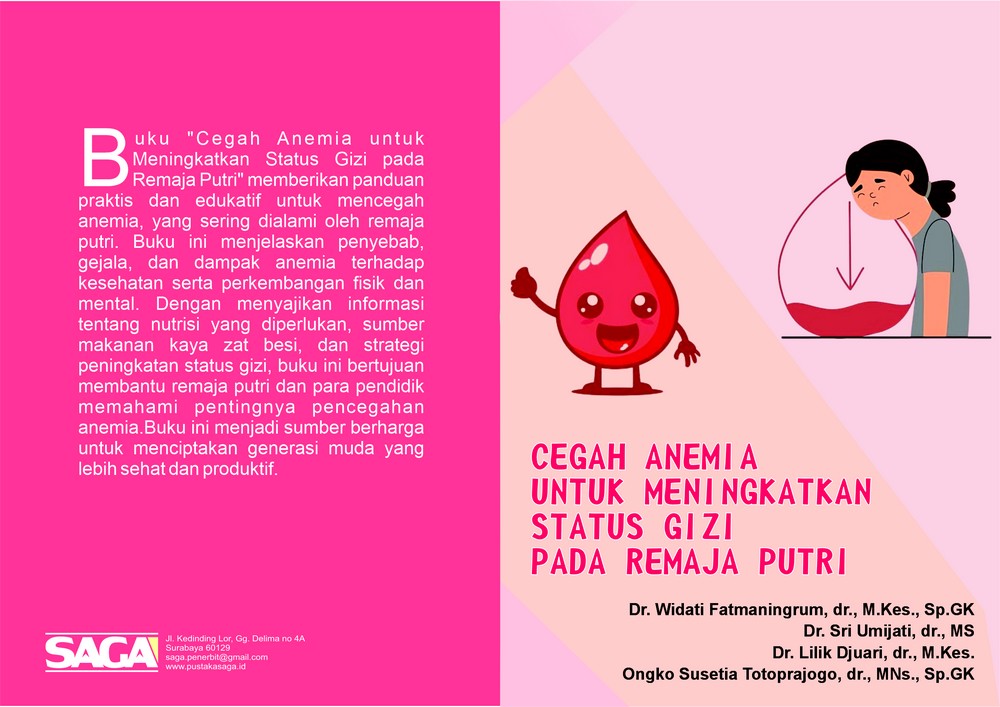 Buku "Cegah Anemia untuk
Meningkatkan Status Gizi pada
Remaja Putri" memberikan panduan
praktis dan edukatif untuk mencegah
anemia, yang sering dialami oleh remaja
putri. Buku ini menjelaskan penyebab,
gejala, dan dampak anemia terhadap
kesehatan serta perkembangan fisik dan
mental. Dengan menyajikan informasi
tentang nutrisi yang diperlukan, sumber
makanan kaya zat besi, dan strategi
peningkatan status gizi, buku ini bertujuan
membantu remaja putri dan para pendidik
memahami pentingnya pencegahan
anemia.Buku ini menjadi sumber berharga
untuk menciptakan generasi muda yang
lebih sehat dan produktif.
SAGA
Jl. Kedinding Lor, Gg. Delima no 4A
Surabaya 60129
saga.penerbit@gmail.com
www.pustakasaga.id
CEGAH ANEMIA
UNTUK MENINGKATKAN
STATUS GIZI
PADA REMAJA PUTRI
Dr. Widati Fatmaningrum, dr., M.Kes., Sp.GK
Dr. Sri Umijati, dr., MS
Dr. Lilik Djuari, dr., M.Kes.
Ongko Susetia Totoprajogo, dr., MNs., Sp.GK